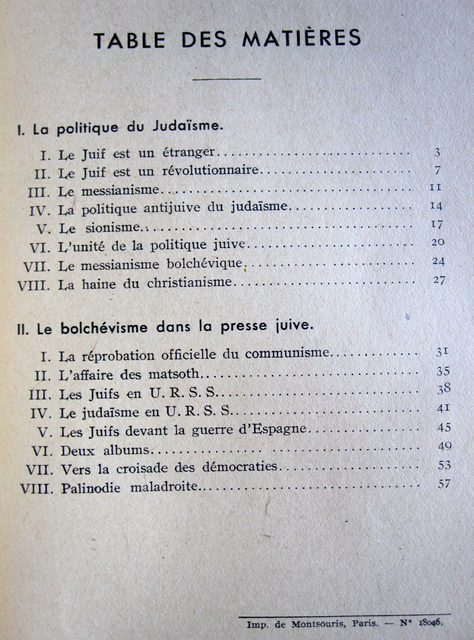 TABLE DES MATIÈRES
I. La politique du Judaïsme.
I. Le Juif est un étranger 3
II. Le Juif est un révolutionnaire 7
III. Le messianisme 11
IV. La politique antijuive du judaïsme 14
V. Le sionisme 17
VI. L'unité de la politique juive 20
VII. Le messianisme bolchévique 24
VIII. La haine du christianisme 27
II. Le bolchévisme dans la presse juive.
I. La réprobation officielle du communisme 31
II. L'affaire des matsoth 35
III. Les Juifs en U. R. S. S. 38
IV. Le judaïsme en U. R. S. S. 41
V. Les Juifs devant la guerre d'Espagne 45
VI. Deux albums 49
VII. Vers la croisade des démocraties 53
VIII. Palinodie maladroite 57
Imp. de Montsouris, Paris. — N° 18046.